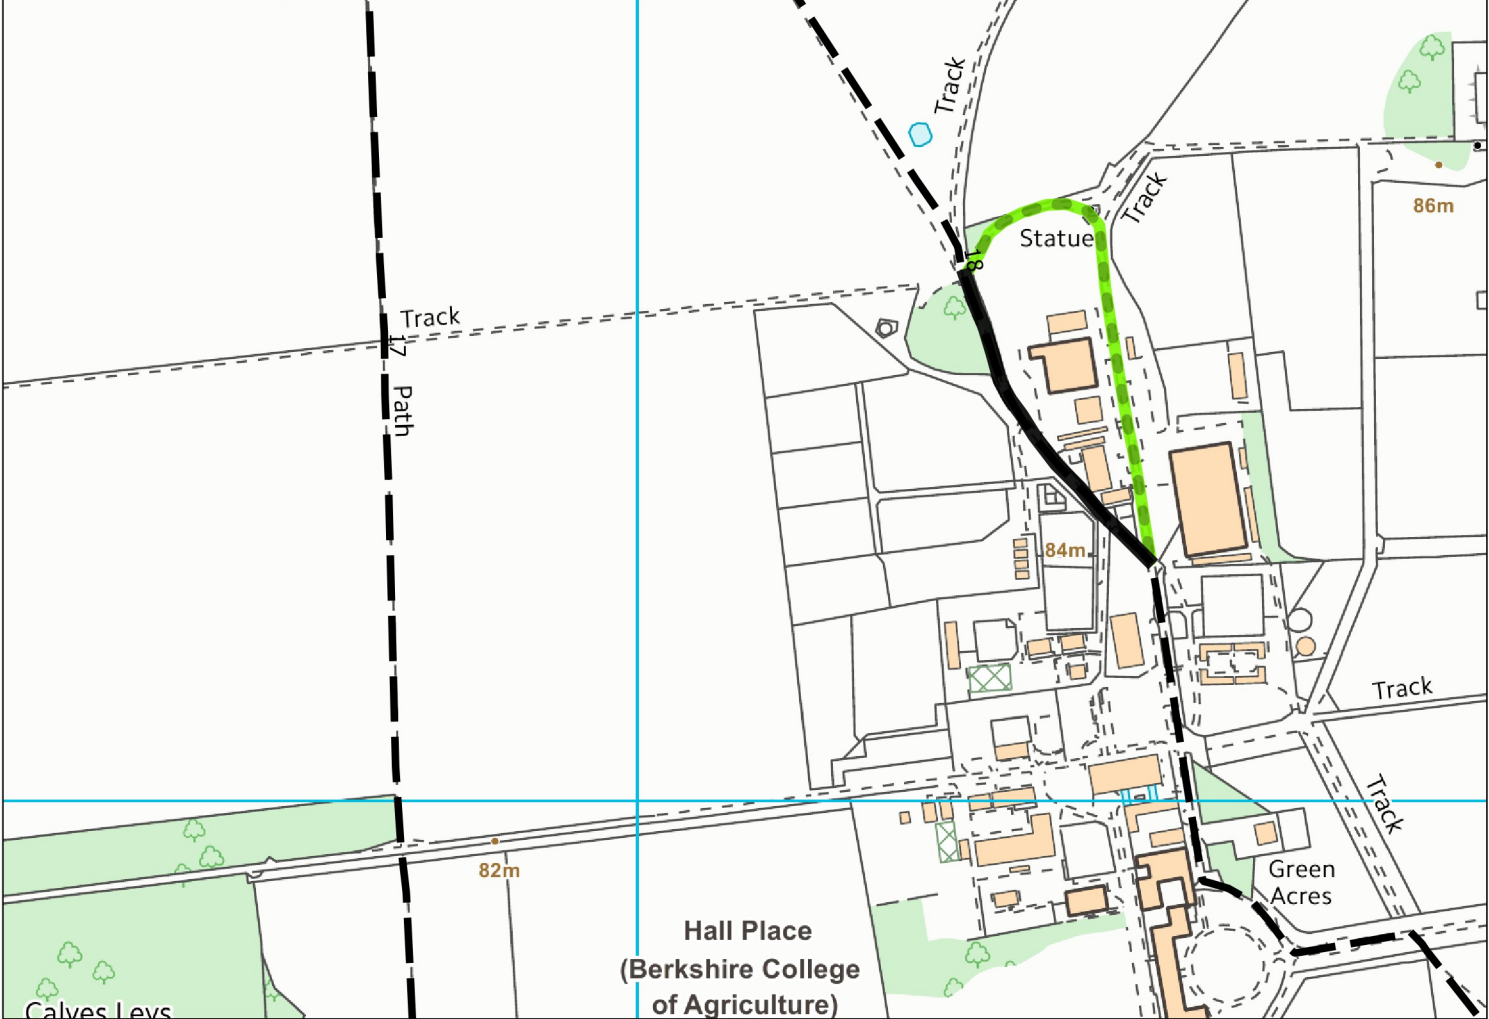 Track
Track
86m
Statue
18
Track
17
Path
84m
Track
Track
82m
Green
Acres
Hall Place
(Berkshire College
of Agriculture)
Calves Leys